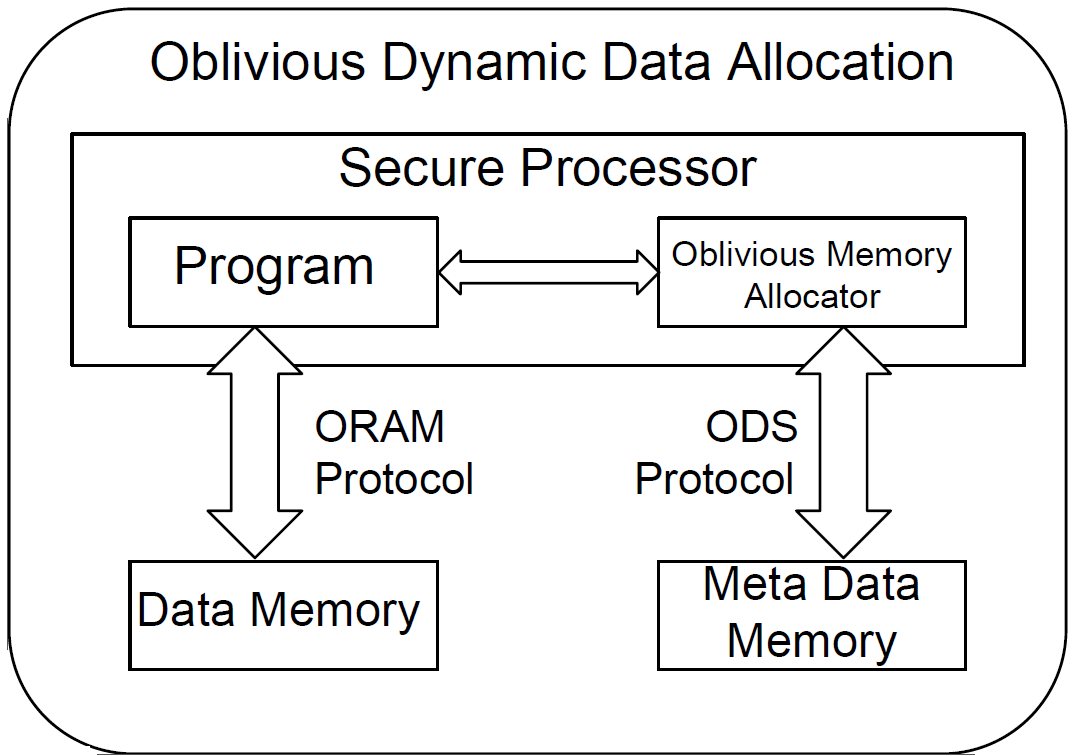 Oblivious Dynamic Data Allocation
Secure Processor
Program
Oblivious Memory
Allocator
ORAM
Protocol
ODS
Protocol
Data Memory
Meta Data
Memory